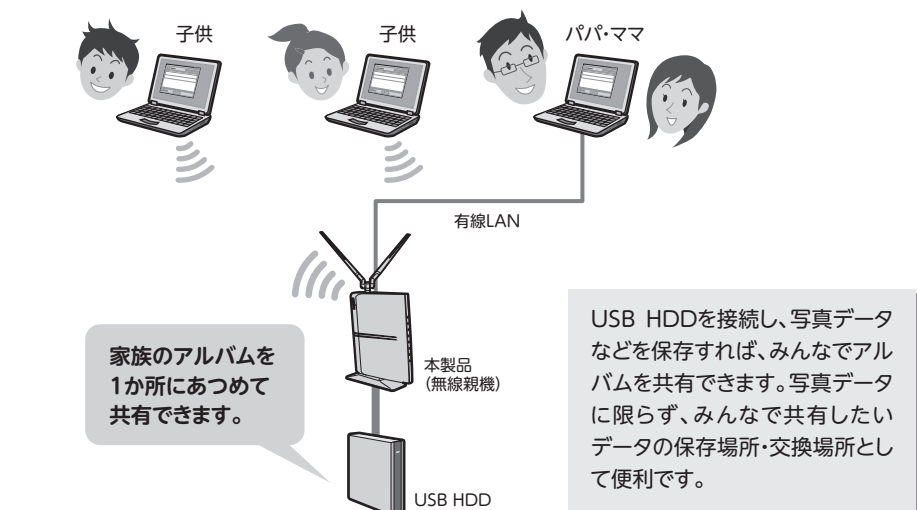 子供
子供
パパ・ママ
有線LAN
本製品
（無線親機）
家族のアルバムを
1か所にあつめて
共有できます。
USB HDD
USB HDDを接続し、写真データ
などを保存すれば、みんなでアル
バムを共有できます。写真データ
に限らず、みんなで共有したい
データの保存場所・交換場所とし
て便利です。